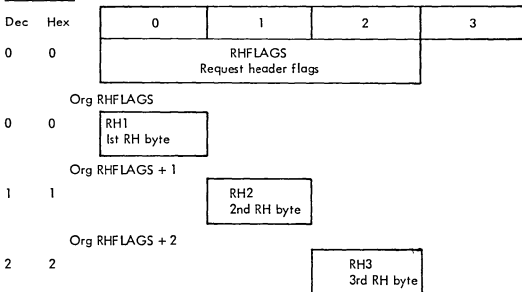 Dec Hex 0 1 2 3
0 0 RHFLAGS
Request header flags
Org RHFLAGS
0 0 RH1
1st RH byte
Org RHFLAGS + 1
1 1 RH2
2nd RH byte
Org RHFLAGS + 2
2 2 RH3
3rd RH byte